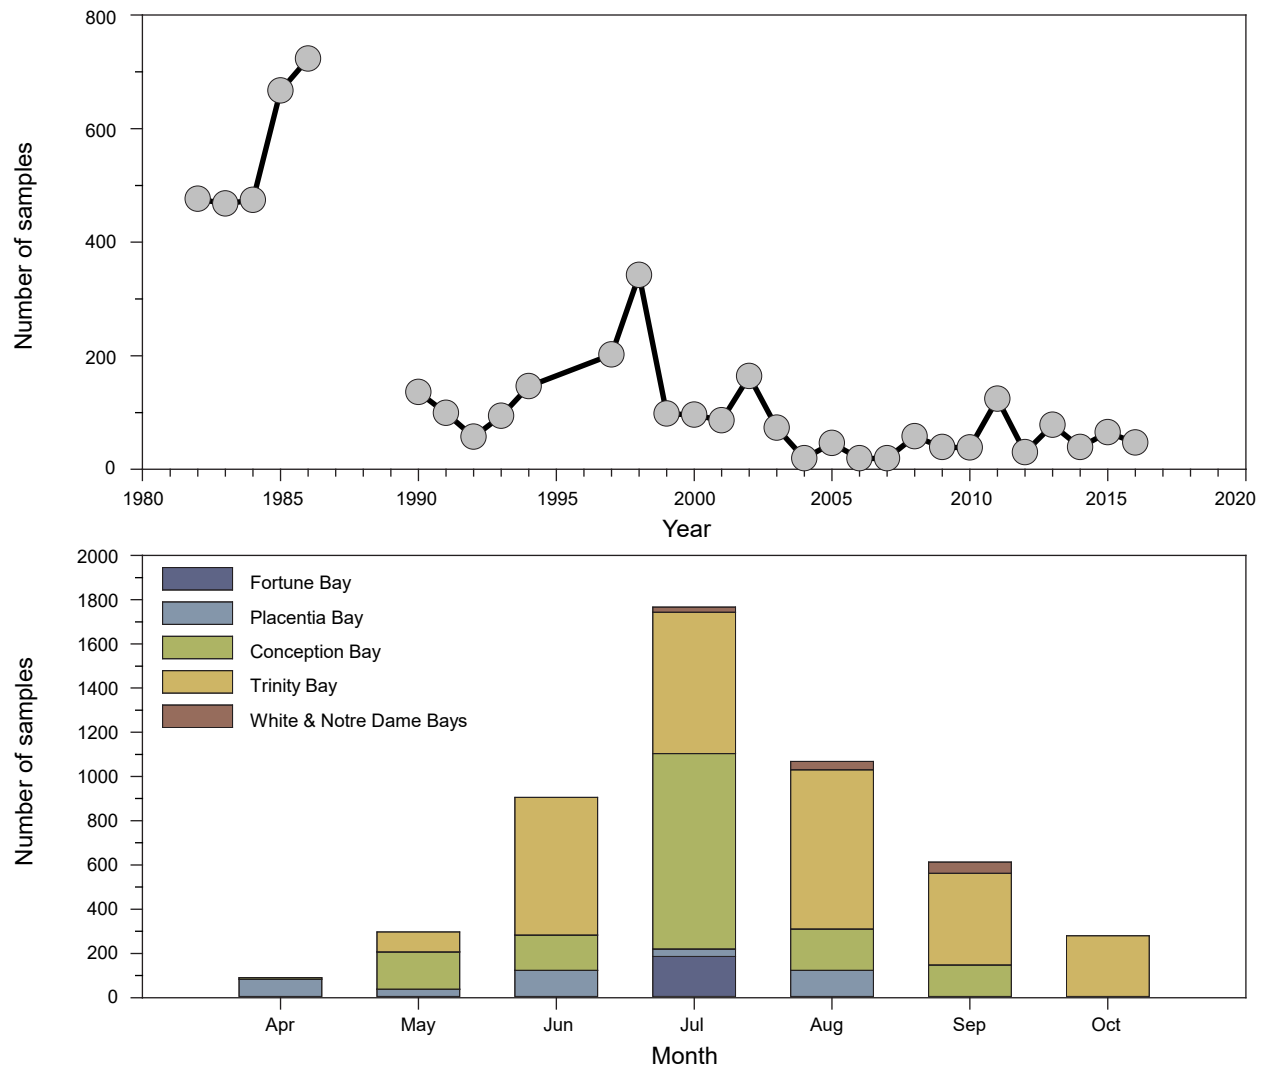 800
600
400
200
0
Number of samples
1980 1985 1990 1995 2000 2005 2010 2015 2020
Year
2000
1800
1600
1400
1200
1000
800
600
400
200
0
Number of samples
Fortune Bay
Placentia Bay
Conception Bay
Trinity Bay
White & Notre Dame Bays
Apr May Jun Jul Aug Sep Oct
Month